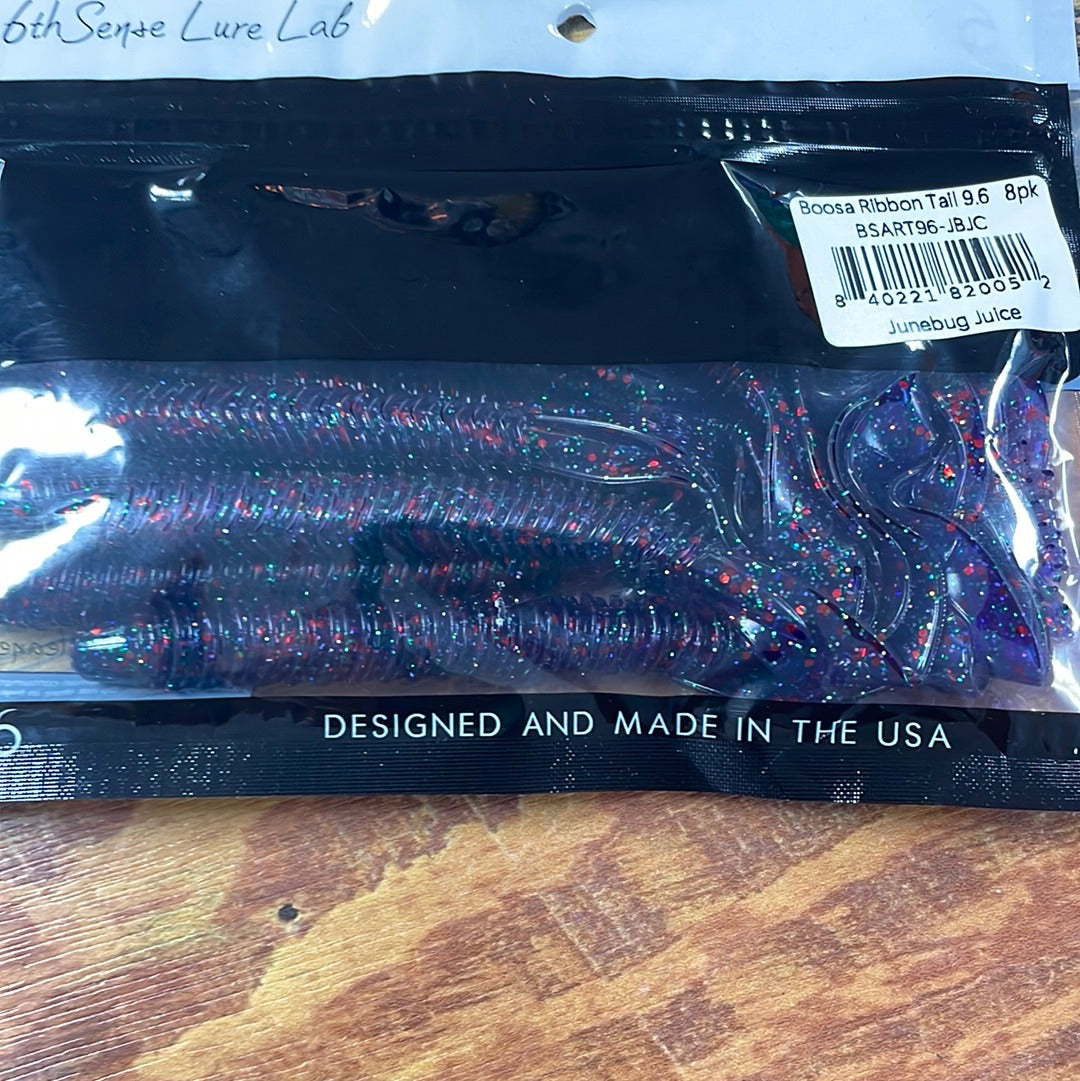 6thSense Lure Lab
Boosa Ribbon Tail 9.6 8pk
BSART96-JBJC
8 40221 82005 2
Junebug Juice
6
DESIGNED AND MADE IN THE USA